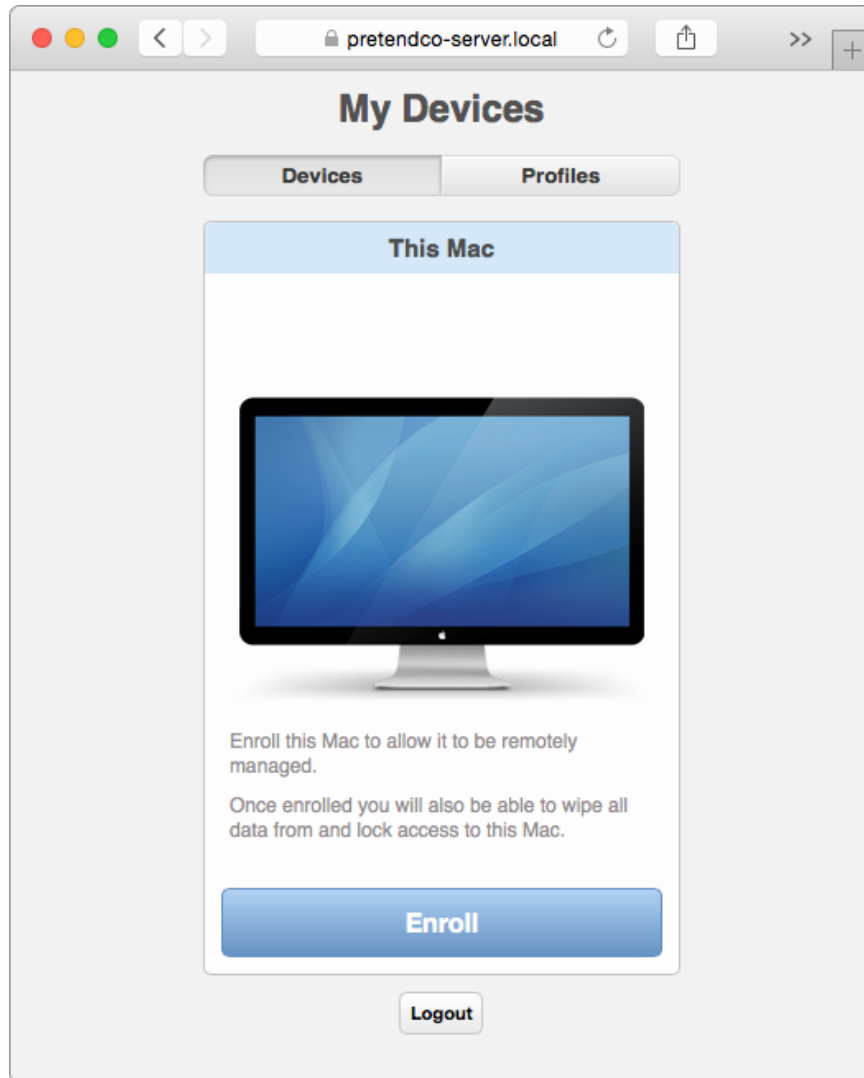 pretendco-server.local
My Devices
Devices Profiles
This Mac
Enroll this Mac to allow it to be remotely
managed.
Once enrolled you will also be able to wipe all
data from and lock access to this Mac.
Enroll
Logout